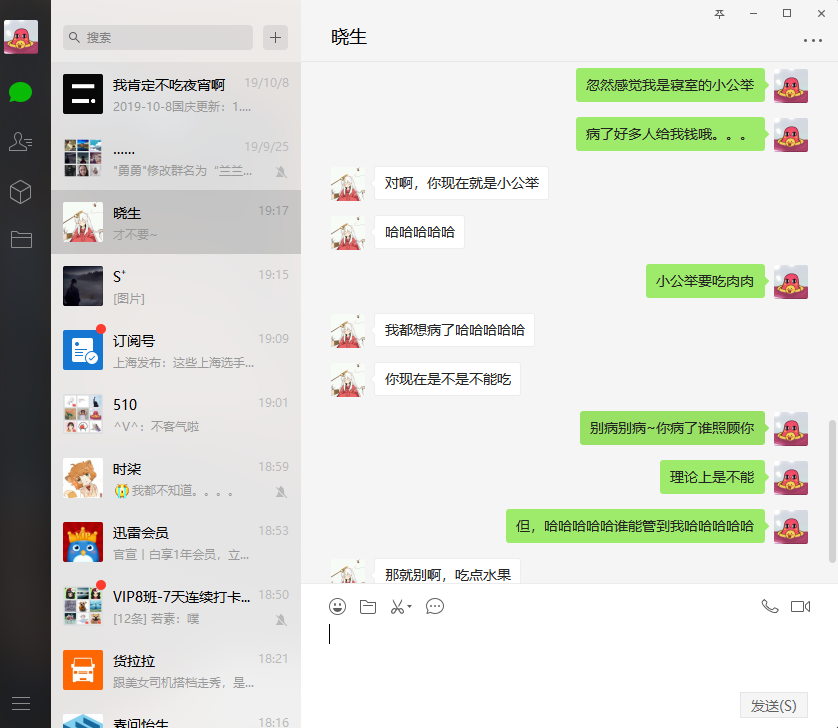 搜索
我肯定不吃夜宵啊 19/10/8
2019-10-8国庆更新：1....
...... 19/9/25
"勇勇"修改群名为“兰兰...
晓生 19:17
才不要~
S⁺ 19:15
[图片]
订阅号 19:09
上海发布：这些上海选手...
510 19:01
^V^：不客气啦
时柒 18:59
我都不知道。。。。
迅雷会员 18:53
官宣丨白享1年会员，立...
VIP8班-7天连续打卡... 18:50
[12条] 若素：噗
货拉拉 18:21
跟美女司机搭档走秀，是...
素问怡生 18:16
晓生
忽然感觉我是寝室的小公举
病了好多人给我钱哦。。。
对啊，你现在就是小公举
哈哈哈哈哈
小公举要吃肉肉
我都想病了哈哈哈哈哈
你现在是不是不能吃
别病别病~你病了谁照顾你
理论上是不能
但，哈哈哈哈哈谁能管到我哈哈哈哈哈
那就别啊，吃点水果
发送(S)